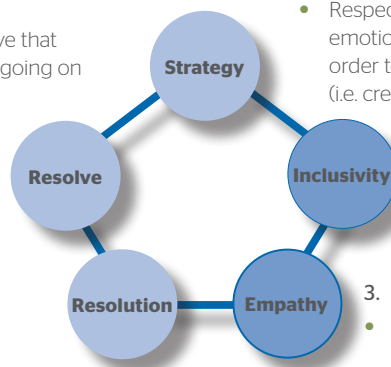 • Respec
emotic
order t
(i.e. cre
ve that
going on
Strategy
Inclusivity
Empathy
Resolution
Resolve
3.
•